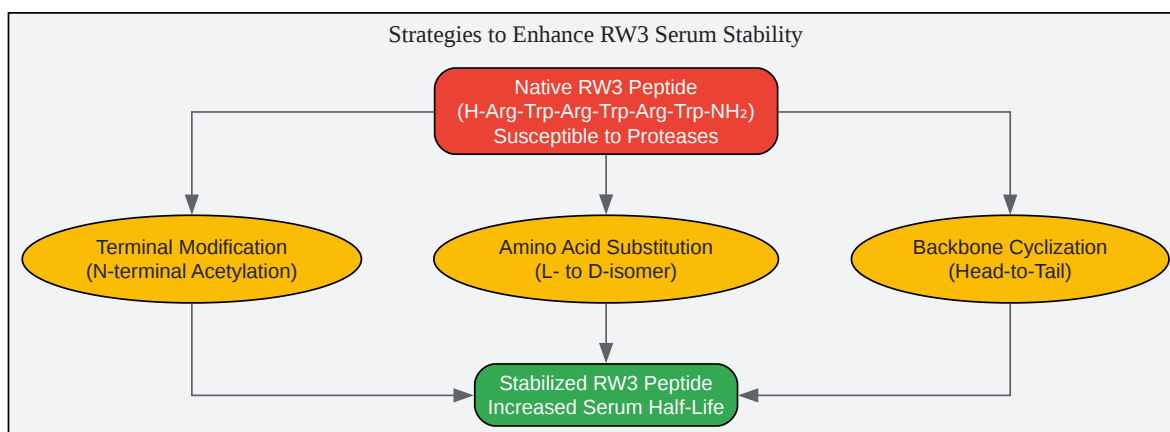 Strategies to Enhance RW3 Serum Stability
Native RW3 Peptide
(H-Arg-Trp-Arg-Trp-Arg-Trp-NH₂)
Susceptible to Proteases
Terminal Modification
(N-terminal Acetylation)
Amino Acid Substitution
(L- to D-isomer)
Backbone Cyclization
(Head-to-Tail)
Stabilized RW3 Peptide
Increased Serum Half-Life